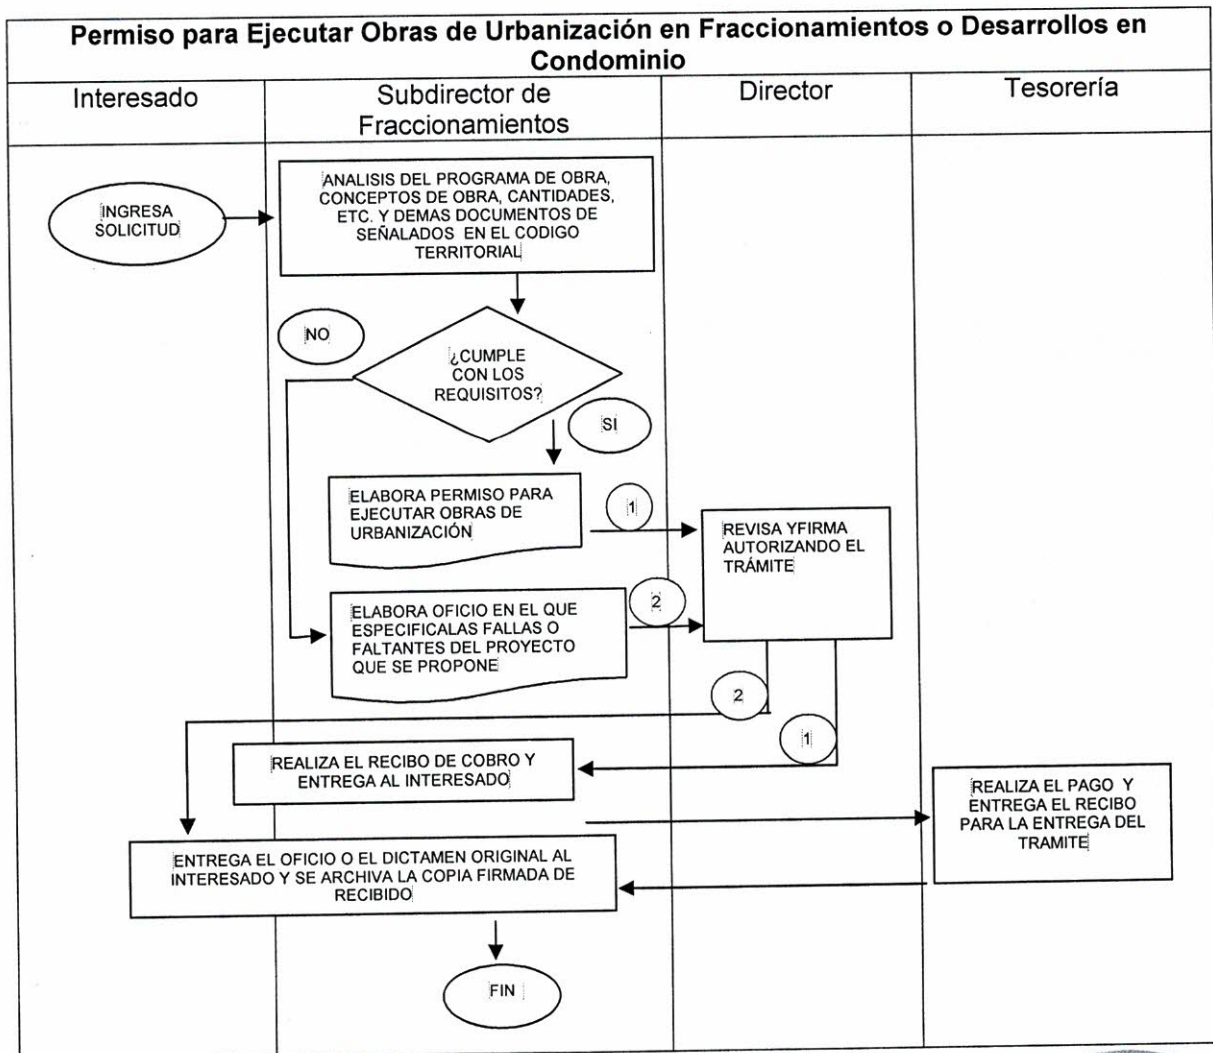 Permiso para Ejecutar Obras de Urbanización en Fraccionamientos o Desarrollos en
Condominio
Interesado
Subdirector de
Fraccionamientos
Director
Tesorería
INGRESA
SOLICITUD
ANALISIS DEL PROGRAMA DE OBRA,
CONCEPTOS DE OBRA, CANTIDADES,
ETC. Y DEMAS DOCUMENTOS DE
SEÑALADOS EN EL CODIGO
TERRITORIAL
NO
¿CUMPLE
CON LOS
REQUISITOS?
SI
ELABORA PERMISO PARA
EJECUTAR OBRAS DE
URBANIZACIÓN
1
REVISA YFIRMA
AUTORIZANDO EL
TRÁMITE
ELABORA OFICIO EN EL QUE
ESPECIFICALAS FALLAS O
FALTANTES DEL PROYECTO
QUE SE PROPONE
2
2
1
REALIZA EL RECIBO DE COBRO Y
ENTREGA AL INTERESADO
REALIZA EL PAGO Y
ENTREGA EL RECIBO
PARA LA ENTREGA DEL
TRAMITE
ENTREGA EL OFICIO O EL DICTAMEN ORIGINAL AL
INTERESADO Y SE ARCHIVA LA COPIA FIRMADA DE
RECIBIDO
FIN